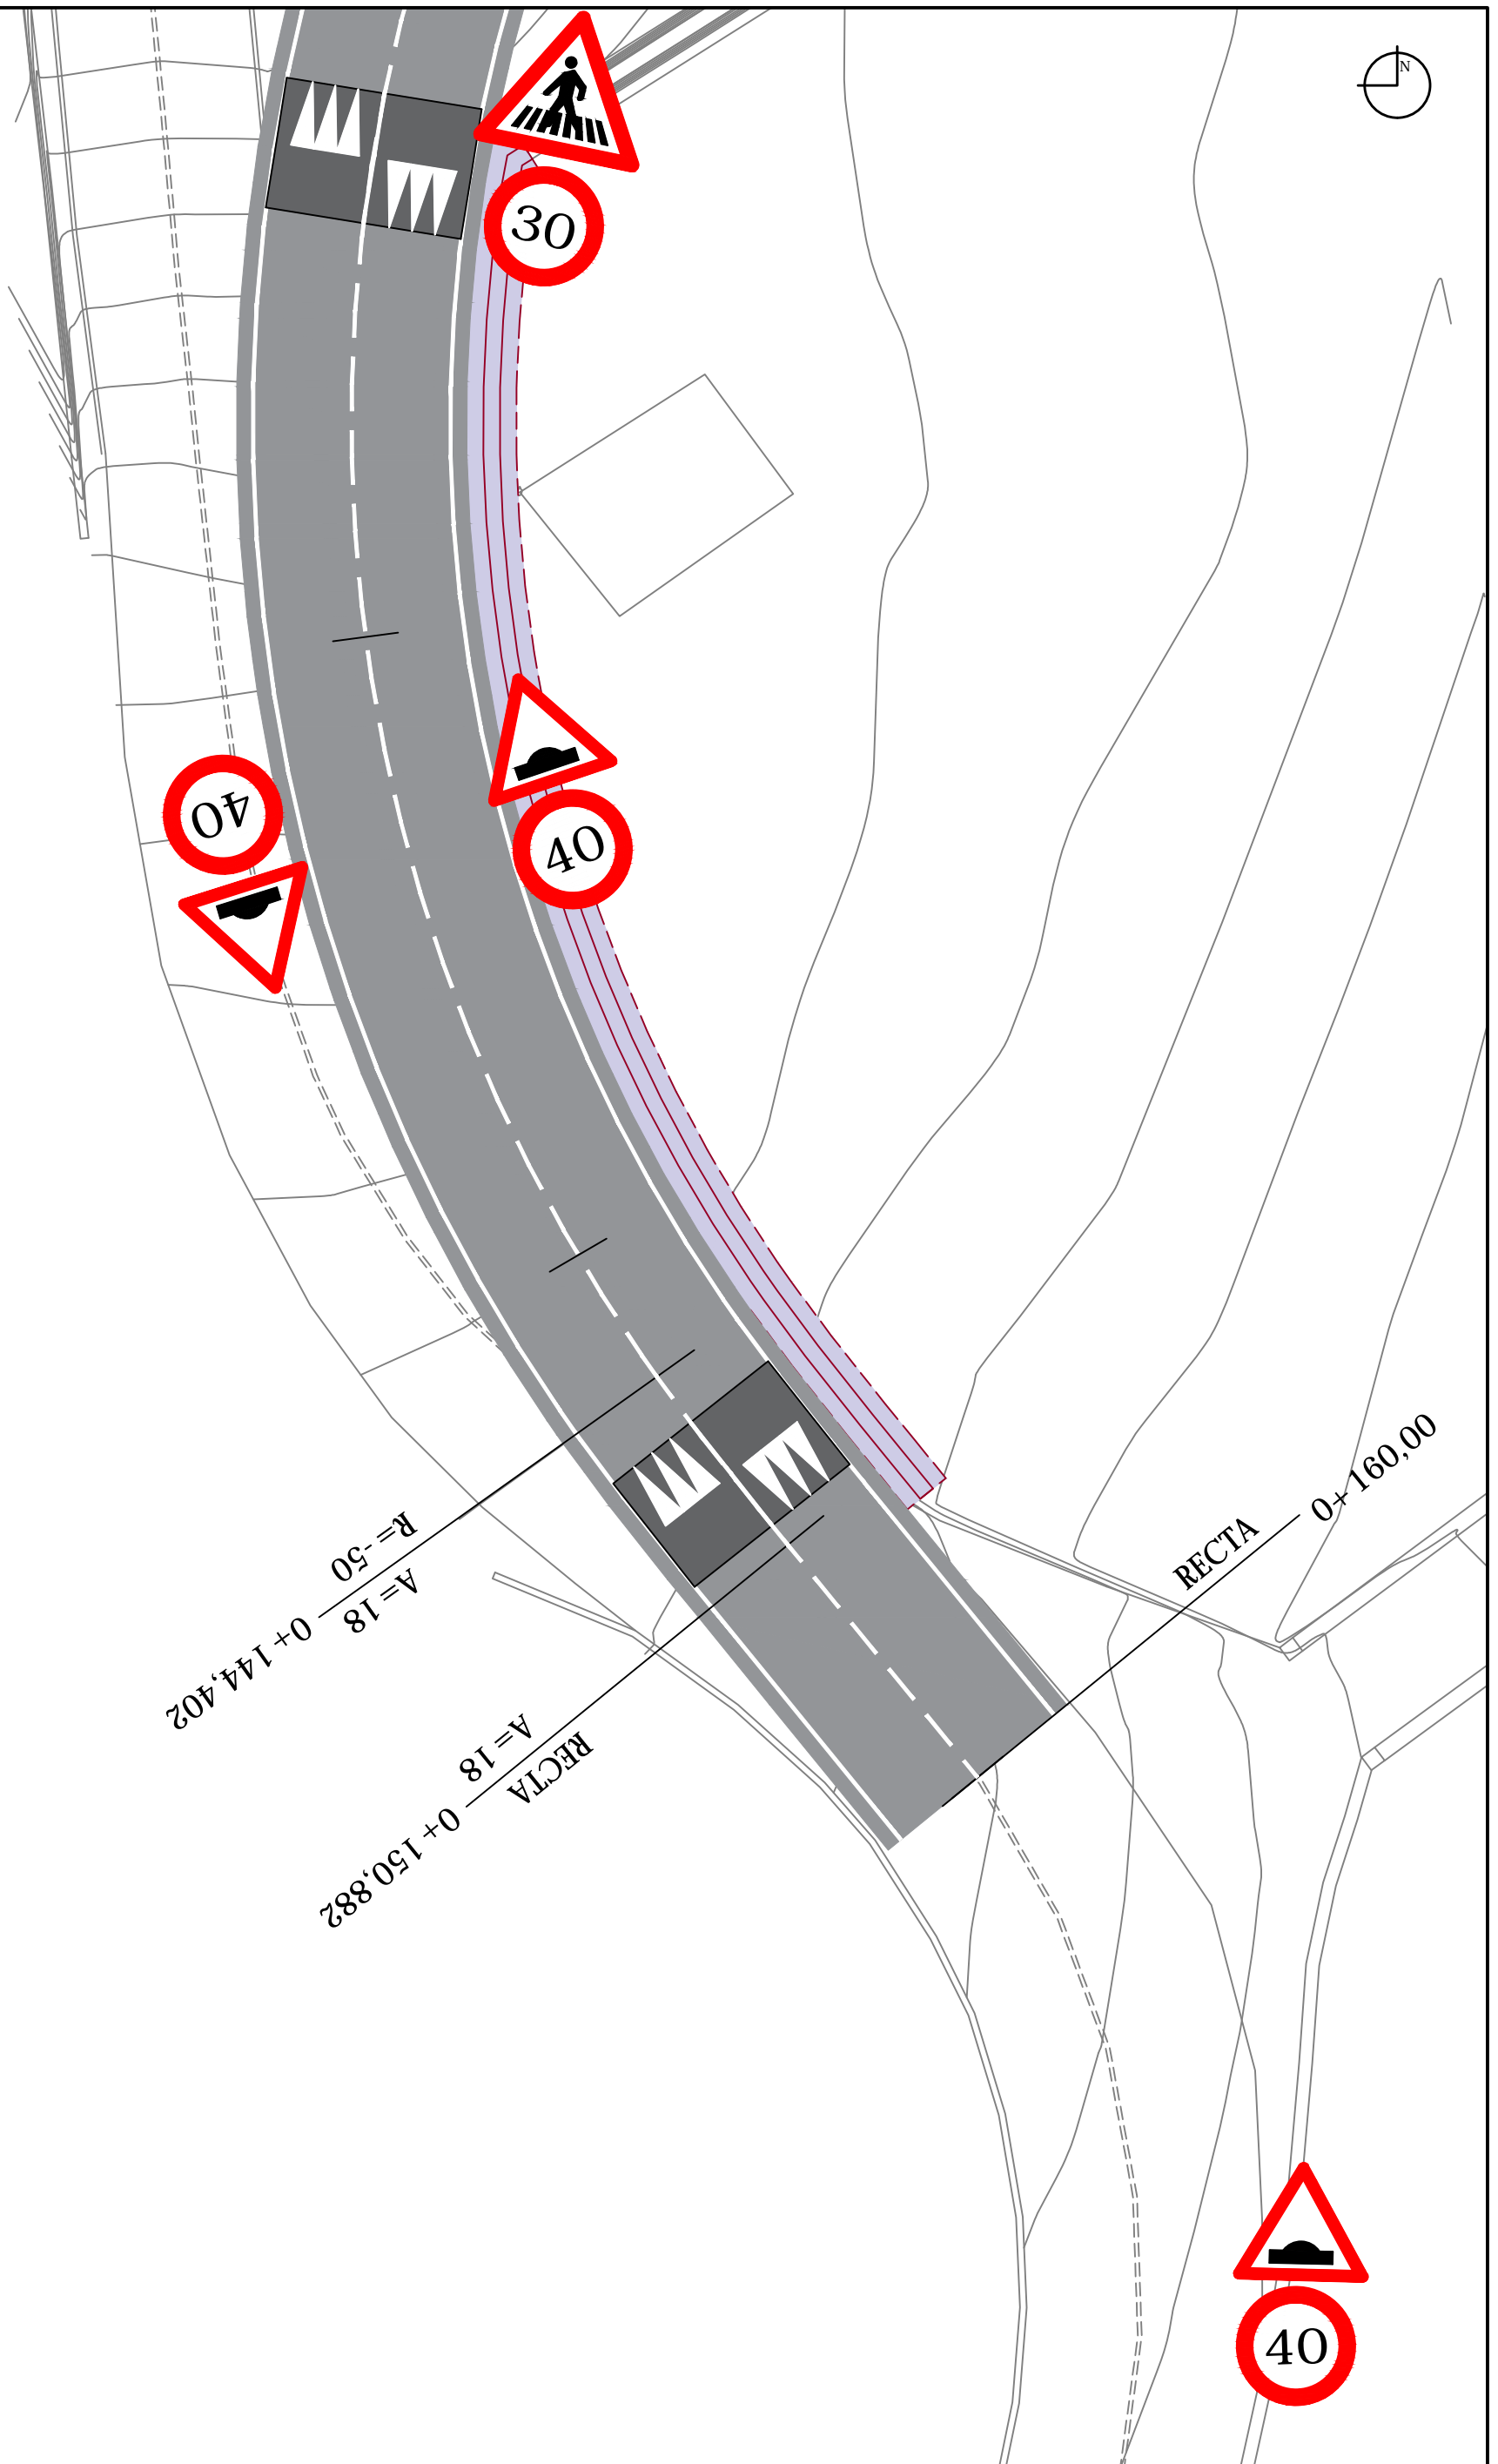 N
30
40
40
R= -50
0+ 144,402
A= 18
RECTA
0+ 160,00
A= 18
0+ 150,882
RECTA
40